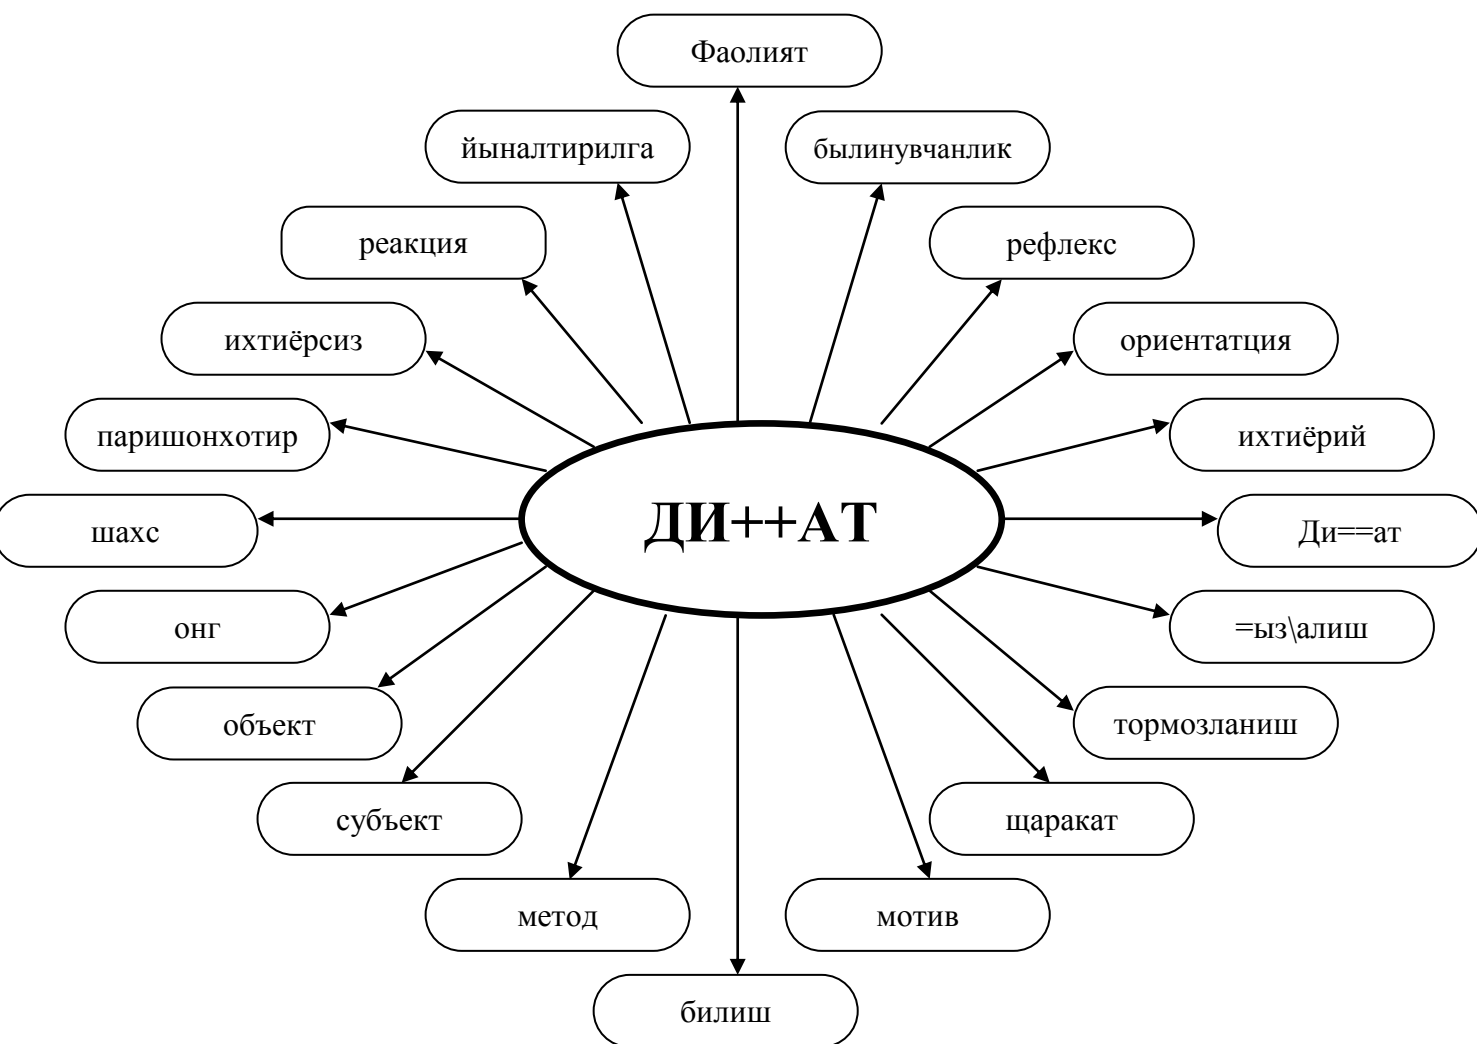 Фаолият
йыналтирилга
былинувчанлик
реакция
рефлекс
ихтиёрсиз
ориентатция
паришонхотир
ихтиёрий
шахс
ДИ++АТ
Ди==ат
онг
=ыз\алиш
объект
тормозланиш
субъект
щаракат
метод
мотив
билиш